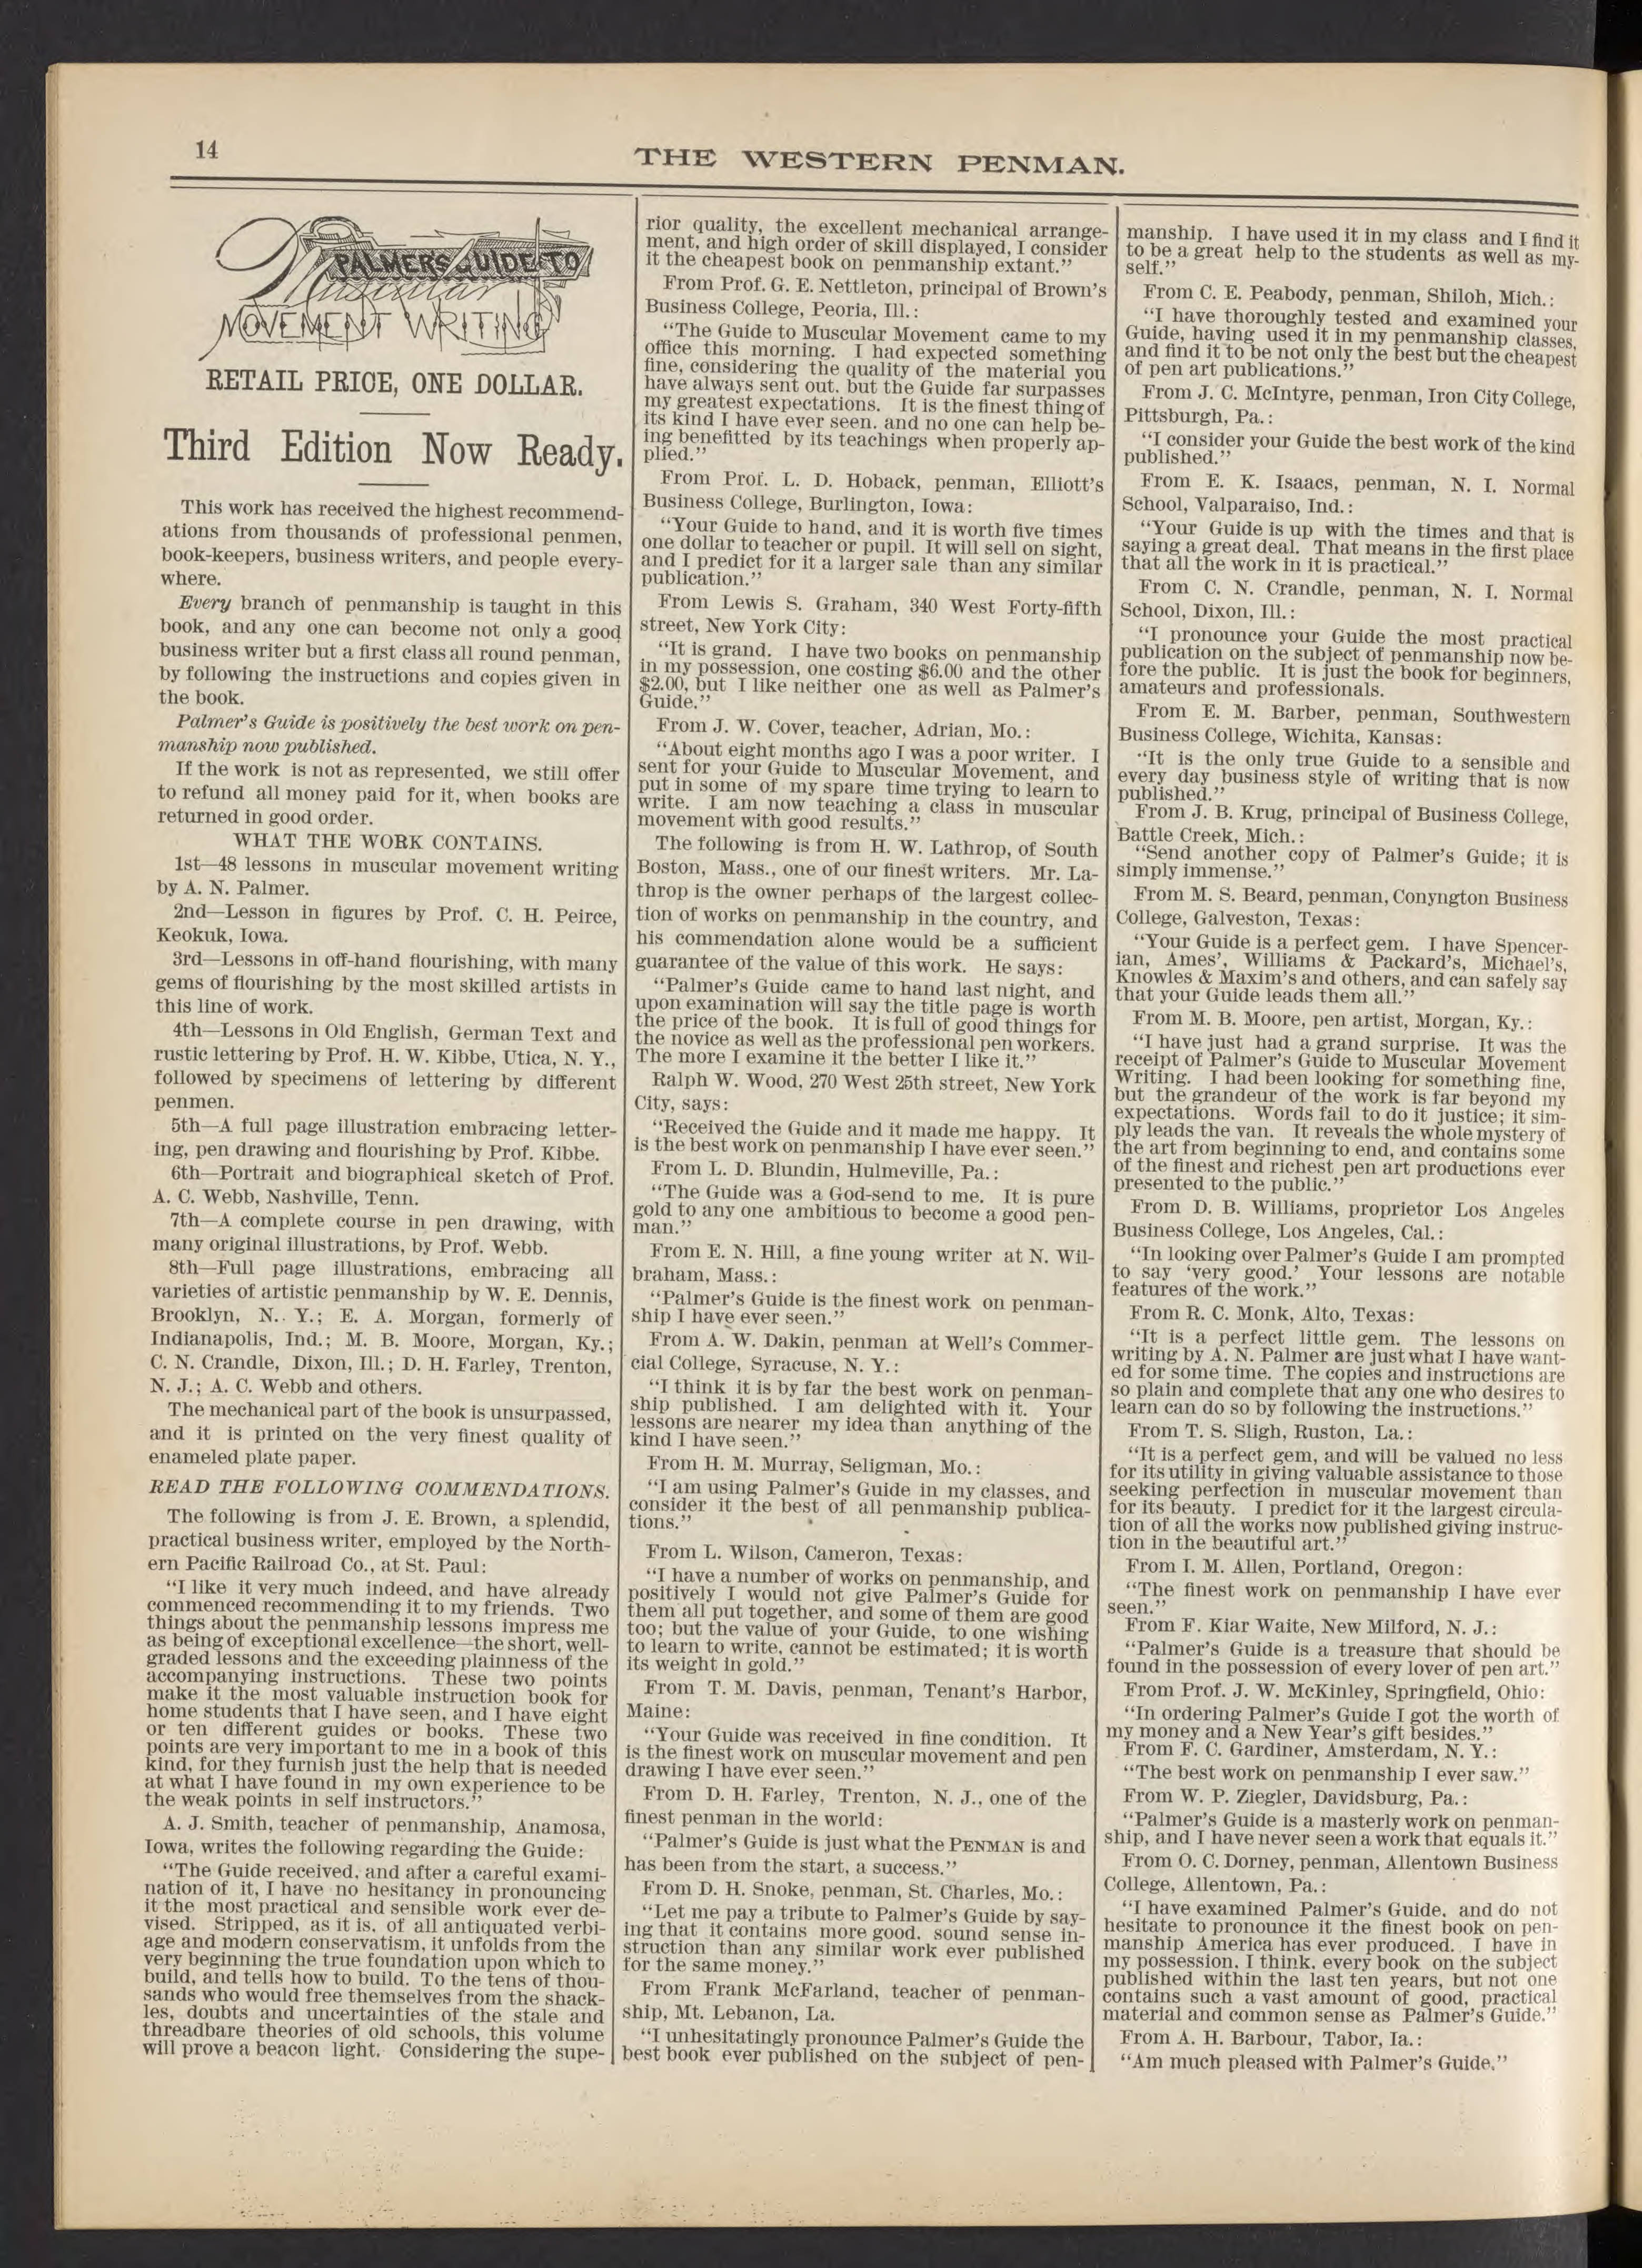 14
THE WESTERN PENMAN.
PALMER'S GUIDE TO
Muscular
MOVEMENT WRITING
RETAIL PRICE, ONE DOLLAR.
Third Edition Now Ready.
This work has received the highest recommend-
ations from thousands of professional penmen,
book-keepers, business writers, and people every-
where.
Every branch of penmanship is taught in this
book, and any one can become not only a good
business writer but a first class all round penman,
by following the instructions and copies given in
the book.
Palmer's Guide is positively the best work on pen-
manship now published.
If the work is not as represented, we still offer
to refund all money paid for it, when books are
returned in good order.
WHAT THE WORK CONTAINS.
1st—48 lessons in muscular movement writing
by A. N. Palmer.
2nd—Lesson in figures by Prof. C. H. Peirce,
Keokuk, Iowa.
3rd—Lessons in off-hand flourishing, with many
gems of flourishing by the most skilled artists in
this line of work.
4th—Lessons in Old English, German Text and
rustic lettering by Prof. H. W. Kibbe, Utica, N. Y.,
followed by specimens of lettering by different
penmen.
5th—A full page illustration embracing letter-
ing, pen drawing and flourishing by Prof. Kibbe.
6th—Portrait and biographical sketch of Prof.
A. C. Webb, Nashville, Tenn.
7th—A complete course in pen drawing, with
many original illustrations, by Prof. Webb.
8th—Full page illustrations, embracing all
varieties of artistic penmanship by W. E. Dennis,
Brooklyn, N. Y.; E. A. Morgan, formerly of
Indianapolis, Ind.; M. B. Moore, Morgan, Ky.;
C. N. Crandle, Dixon, Ill.; D. H. Farley, Trenton,
N. J.; A. C. Webb and others.
The mechanical part of the book is unsurpassed,
and it is printed on the very finest quality of
enameled plate paper.
READ THE FOLLOWING COMMENDATIONS.
The following is from J. E. Brown, a splendid,
practical business writer, employed by the North-
ern Pacific Railroad Co., at St. Paul:
"I like it very much indeed, and have already
commenced recommending it to my friends. Two
things about the penmanship lessons impress me
as being of exceptional excellence—the short, well-
graded lessons and the exceeding plainness of the
accompanying instructions. These two points
make it the most valuable instruction book for
home students that I have seen, and I have eight
or ten different guides or books. These two
points are very important to me in a book of this
kind, for they furnish just the help that is needed
at what I have found in my own experience to be
the weak points in self instructors."
A. J. Smith, teacher of penmanship, Anamosa,
Iowa, writes the following regarding the Guide:
"The Guide received, and after a careful exami-
nation of it, I have no hesitancy in pronouncing
it the most practical and sensible work ever de-
vised. Stripped, as it is, of all antiquated verbi-
age and modern conservatism, it unfolds from the
very beginning the true foundation upon which to
build, and tells how to build. To the tens of thou-
sands who would free themselves from the shack-
les, doubts and uncertainties of the stale and
threadbare theories of old schools, this volume
will prove a beacon light. Considering the supe-
rior quality, the excellent mechanical arrange-
ment, and high order of skill displayed, I consider
it the cheapest book on penmanship extant."
From Prof. G. E. Nettleton, principal of Brown's
Business College, Peoria, Ill.:
"The Guide to Muscular Movement came to my
office this morning. I had expected something
fine, considering the quality of the material you
have always sent out, but the Guide far surpasses
my greatest expectations. It is the finest thing of
its kind I have ever seen, and no one can help be-
ing benefitted by its teachings when properly ap-
plied."
From Prof. L. D. Hoback, penman, Elliott's
Business College, Burlington, Iowa:
"Your Guide to hand, and it is worth five times
one dollar to teacher or pupil. It will sell on sight,
and I predict for it a larger sale than any similar
publication."
From Lewis S. Graham, 340 West Forty-fifth
street, New York City:
"It is grand. I have two books on penmanship
in my possession, one costing $6.00 and the other
$2.00, but I like neither one as well as Palmer's
Guide."
From J. W. Cover, teacher, Adrian, Mo.:
"About eight months ago I was a poor writer. I
sent for your Guide to Muscular Movement, and
put in some of my spare time trying to learn to
write. I am now teaching a class in muscular
movement with good results."
The following is from H. W. Lathrop, of South
Boston, Mass., one of our finest writers. Mr. La-
throp is the owner perhaps of the largest collec-
tion of works on penmanship in the country, and
his commendation alone would be a sufficient
guarantee of the value of this work. He says:
"Palmer's Guide came to hand last night, and
upon examination will say the title page is worth
the price of the book. It is full of good things for
the novice as well as the professional pen workers.
The more I examine it the better I like it."
Ralph W. Wood, 270 West 25th street, New York
City, says:
"Received the Guide and it made me happy. It
is the best work on penmanship I have ever seen."
From L. D. Blundin, Hulmeville, Pa.:
"The Guide was a God-send to me. It is pure
gold to any one ambitious to become a good pen-
man."
From E. N. Hill, a fine young writer at N. Wil-
braham, Mass.:
"Palmer's Guide is the finest work on penman-
ship I have ever seen."
From A. W. Dakin, penman at Well's Commer-
cial College, Syracuse, N. Y.:
"I think it is by far the best work on penman-
ship published. I am delighted with it. Your
lessons are nearer my idea than anything of the
kind I have seen."
From H. M. Murray, Seligman, Mo.:
"I am using Palmer's Guide in my classes, and
consider it the best of all penmanship publica-
tions."
From L. Wilson, Cameron, Texas:
"I have a number of works on penmanship, and
positively I would not give Palmer's Guide for
them all put together, and some of them are good
too; but the value of your Guide, to one wishing
to learn to write, cannot be estimated; it is worth
its weight in gold."
From T. M. Davis, penman, Tenant's Harbor,
Maine:
"Your Guide was received in fine condition. It
is the finest work on muscular movement and pen
drawing I have ever seen."
From D. H. Farley, Trenton, N. J., one of the
finest penman in the world:
"Palmer's Guide is just what the PENMAN is and
has been from the start, a success."
From D. H. Snoke, penman, St. Charles, Mo.:
"Let me pay a tribute to Palmer's Guide by say-
ing that it contains more good, sound sense in-
struction than any similar work ever published
for the same money."
From Frank McFarland, teacher of penman-
ship, Mt. Lebanon, La.
"I unhesitatingly pronounce Palmer's Guide the
best book ever published on the subject of pen-
manship. I have used it in my class and I find it
to be a great help to the students as well as my-
self."
From C. E. Peabody, penman, Shiloh, Mich.:
"I have thoroughly tested and examined your
Guide, having used it in my penmanship classes,
and find it to be not only the best but the cheapest
of pen art publications."
From J. C. McIntyre, penman, Iron City College,
Pittsburgh, Pa.:
"I consider your Guide the best work of the kind
published."
From E. K. Isaacs, penman, N. I. Normal
School, Valparaiso, Ind.:
"Your Guide is up with the times and that is
saying a great deal. That means in the first place
that all the work in it is practical."
From C. N. Crandle, penman, N. I. Normal
School, Dixon, Ill.:
"I pronounce your Guide the most practical
publication on the subject of penmanship now be-
fore the public. It is just the book for beginners,
amateurs and professionals.
From E. M. Barber, penman, Southwestern
Business College, Wichita, Kansas:
"It is the only true Guide to a sensible and
every day business style of writing that is now
published."
From J. B. Krug, principal of Business College,
Battle Creek, Mich.:
"Send another copy of Palmer's Guide; it is
simply immense."
From M. S. Beard, penman, Conyngton Business
College, Galveston, Texas:
"Your Guide is a perfect gem. I have Spencer-
ian, Ames', Williams & Packard's, Michael's,
Knowles & Maxim's and others, and can safely say
that your Guide leads them all."
From M. B. Moore, pen artist, Morgan, Ky.:
"I have just had a grand surprise. It was the
receipt of Palmer's Guide to Muscular Movement
Writing. I had been looking for something fine,
but the grandeur of the work is far beyond my
expectations. Words fail to do it justice; it sim-
ply leads the van. It reveals the whole mystery of
the art from beginning to end, and contains some
of the finest and richest pen art productions ever
presented to the public."
From D. B. Williams, proprietor Los Angeles
Business College, Los Angeles, Cal.:
"In looking over Palmer's Guide I am prompted
to say 'very good.' Your lessons are notable
features of the work."
From R. C. Monk, Alto, Texas:
"It is a perfect little gem. The lessons on
writing by A. N. Palmer are just what I have want-
ed for some time. The copies and instructions are
so plain and complete that any one who desires to
learn can do so by following the instructions."
From T. S. Sligh, Ruston, La.:
"It is a perfect gem, and will be valued no less
for its utility in giving valuable assistance to those
seeking perfection in muscular movement than
for its beauty. I predict for it the largest circula-
tion of all the works now published giving instruc-
tion in the beautiful art."
From I. M. Allen, Portland, Oregon:
"The finest work on penmanship I have ever
seen."
From F. Kiar Waite, New Milford, N. J.:
"Palmer's Guide is a treasure that should be
found in the possession of every lover of pen art."
From Prof. J. W. McKinley, Springfield, Ohio:
"In ordering Palmer's Guide I got the worth of
my money and a New Year's gift besides."
From F. C. Gardiner, Amsterdam, N. Y.:
"The best work on penmanship I ever saw."
From W. P. Ziegler, Davidsburg, Pa.:
"Palmer's Guide is a masterly work on penman-
ship, and I have never seen a work that equals it."
From O. C. Dorney, penman, Allentown Business
College, Allentown, Pa.:
"I have examined Palmer's Guide, and do not
hesitate to pronounce it the finest book on pen-
manship America has ever produced. I have in
my possession, I think, every book on the subject
published within the last ten years, but not one
contains such a vast amount of good, practical
material and common sense as Palmer's Guide."
From A. H. Barbour, Tabor, Ia.:
"Am much pleased with Palmer's Guide."